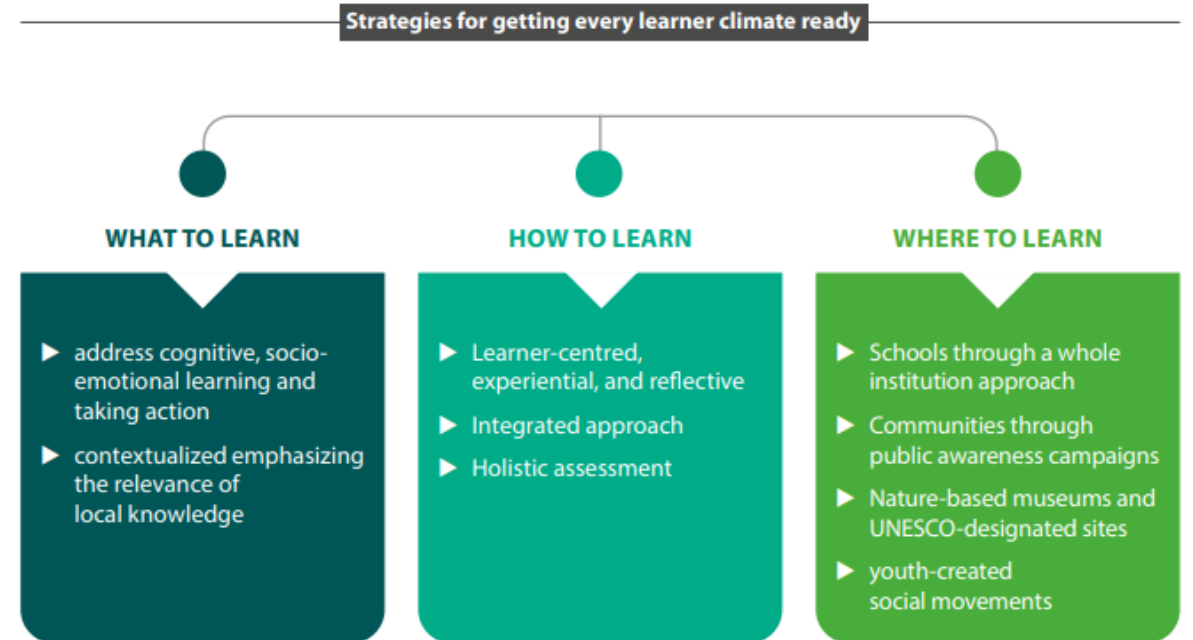 Strategies for getting every learner climate ready
WHAT TO LEARN
▶ address cognitive, socio-
emotional learning and
taking action
▶ contextualized emphasizing
the relevance of
local knowledge
HOW TO LEARN
▶ Learner-centred,
experiential, and reflective
▶ Integrated approach
▶ Holistic assessment
WHERE TO LEARN
▶ Schools through a whole
institution approach
▶ Communities through
public awareness campaigns
▶ Nature-based museums and
UNESCO-designated sites
▶ youth-created
social movements